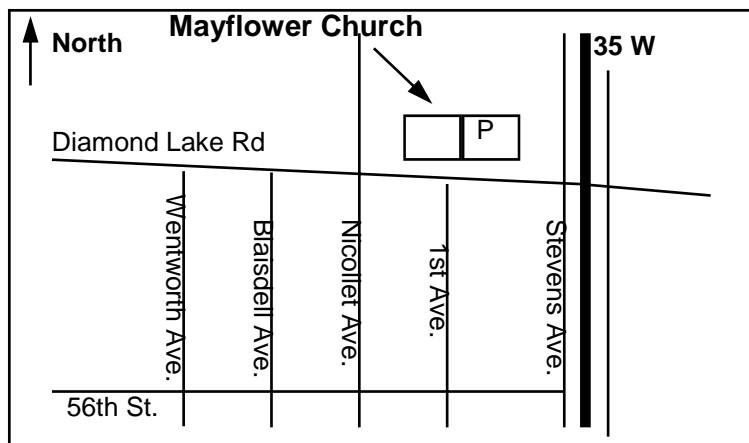 Mayflower Church
North
35 W
P
Diamond Lake Rd
Wentworth Ave.
Blaisdell Ave.
Nicollet Ave.
1st Ave.
Stevens Ave.
56th St.